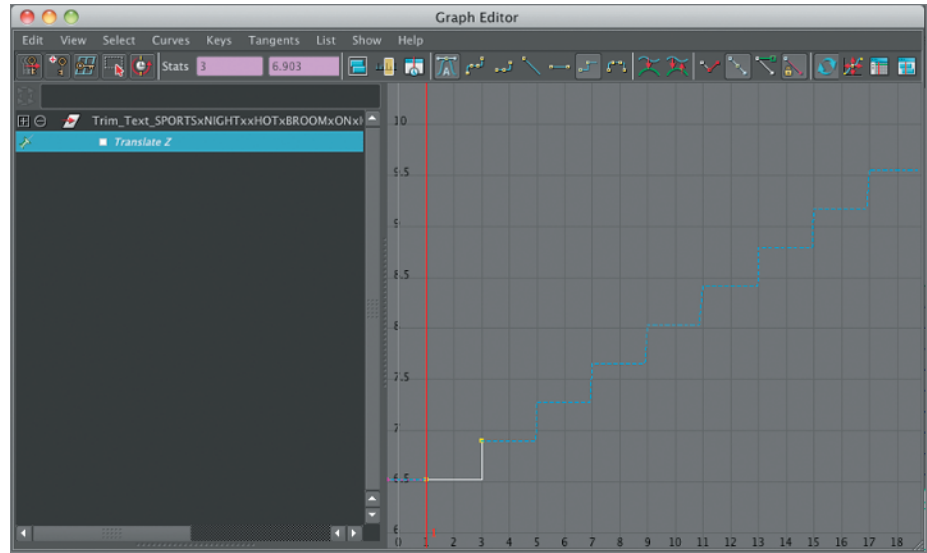 Graph Editor
Edit View Select Curves Keys Tangents List Show Help
Stats 3 6.903
Trim_Text_SPORTSxNIGHTxxHOTxBROOMxONx
Translate Z
10
9.5
9
8.5
8
7.5
7
6.5
6
0 1 2 3 4 5 6 7 8 9 10 11 12 13 14 15 16 17 18